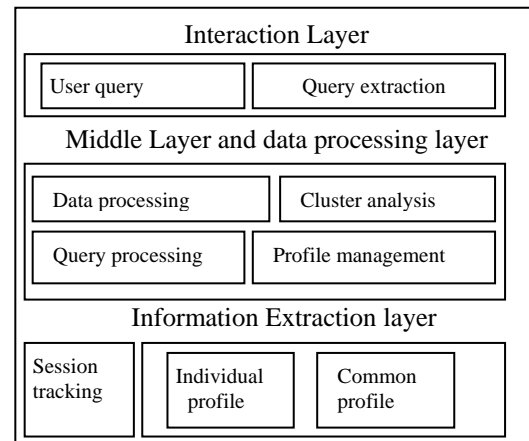 Interaction Layer
User query
Query extraction
Middle Layer and data processing layer
Data processing
Cluster analysis
Query processing
Profile management
Information Extraction layer
Session
tracking
Individual
profile
Common
profile